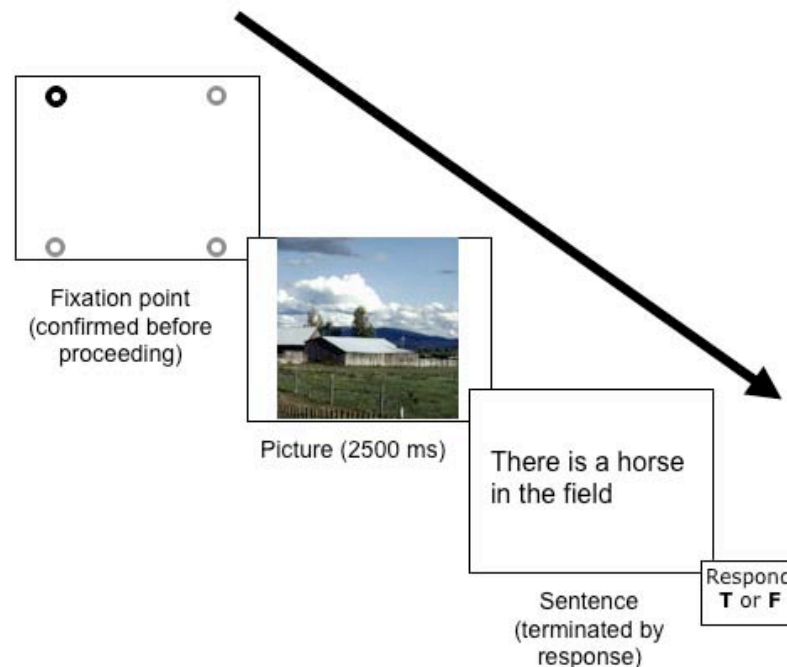 Fixation point
(confirmed before
proceeding)
Picture (2500 ms)
There is a horse
in the field
Sentence
(terminated by
response)
Respond
T or F